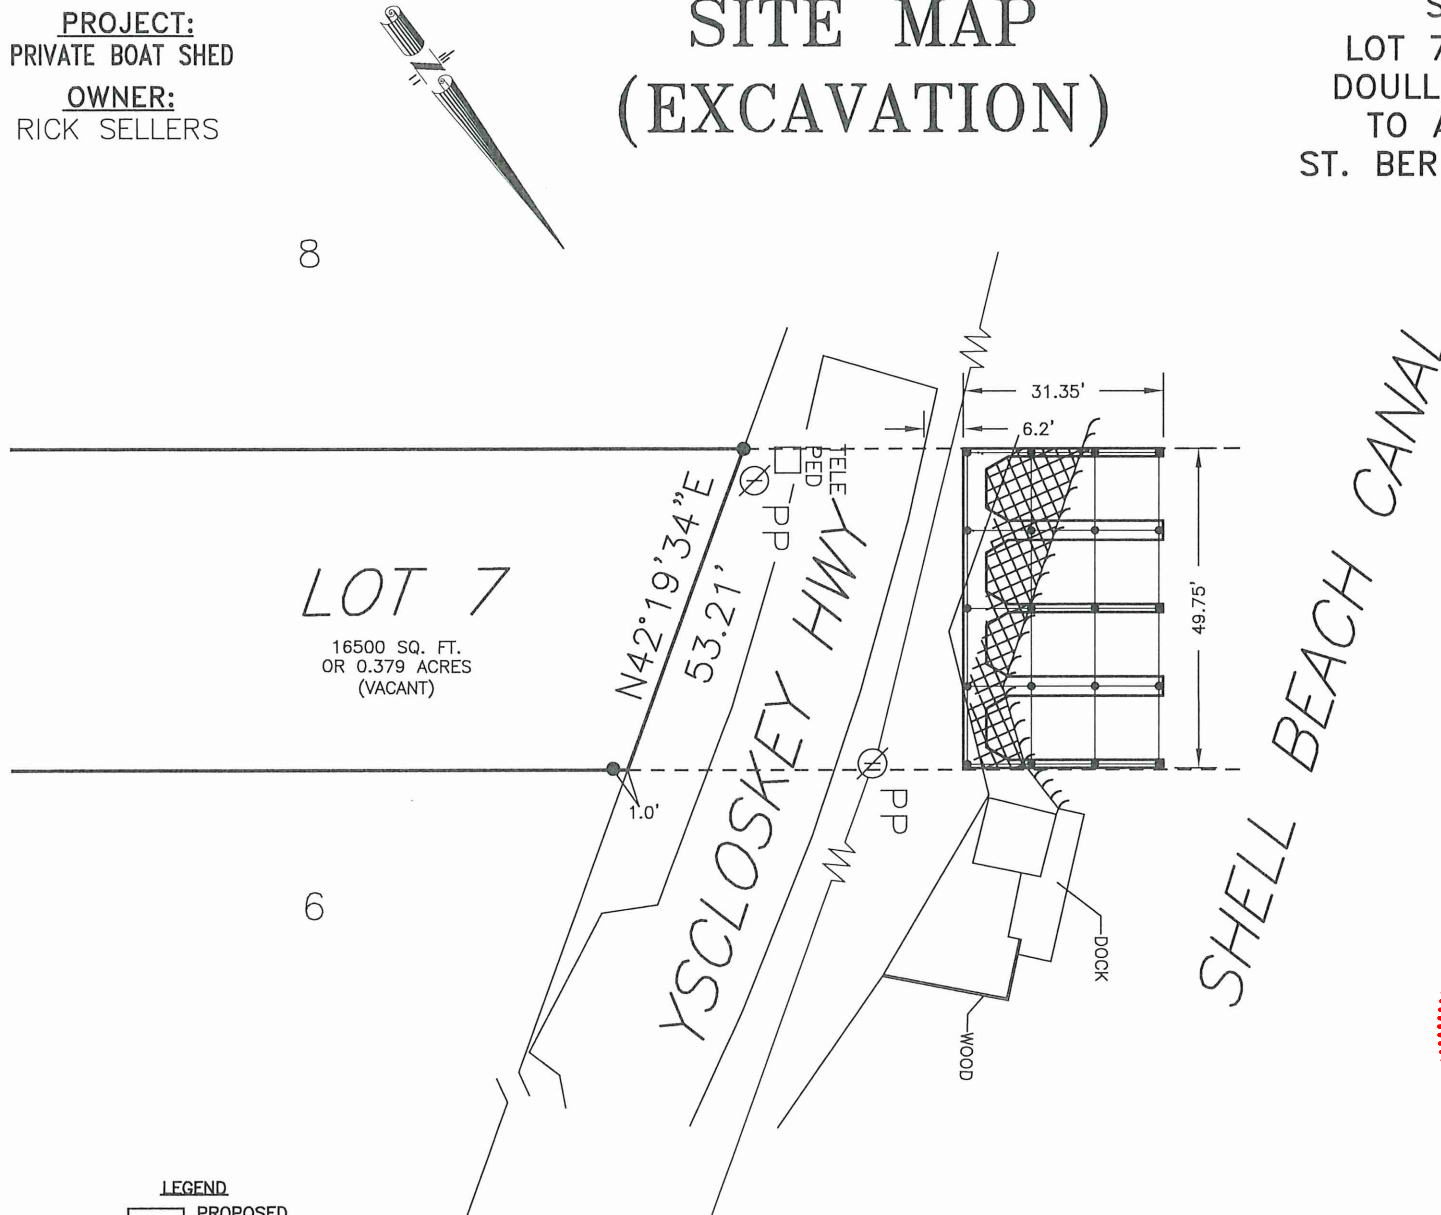 PROJECT:
PRIVATE BOAT SHED
OWNER:
RICK SELLERS
SITE MAP
(EXCAVATION)
LOT 7
DOULL
TO A
ST. BER
N
8
31.35'
6.2'
TELE
PED
PP
N42°19'34"E
53.21'
LOT 7
16500 SQ. FT.
OR 0.379 ACRES
(VACANT)
49.75'
YSCLOSKEY HWY
SHELL BEACH CANAL
PP
1.0'
6
DOCK
WOOD
LEGEND
PROPOSED